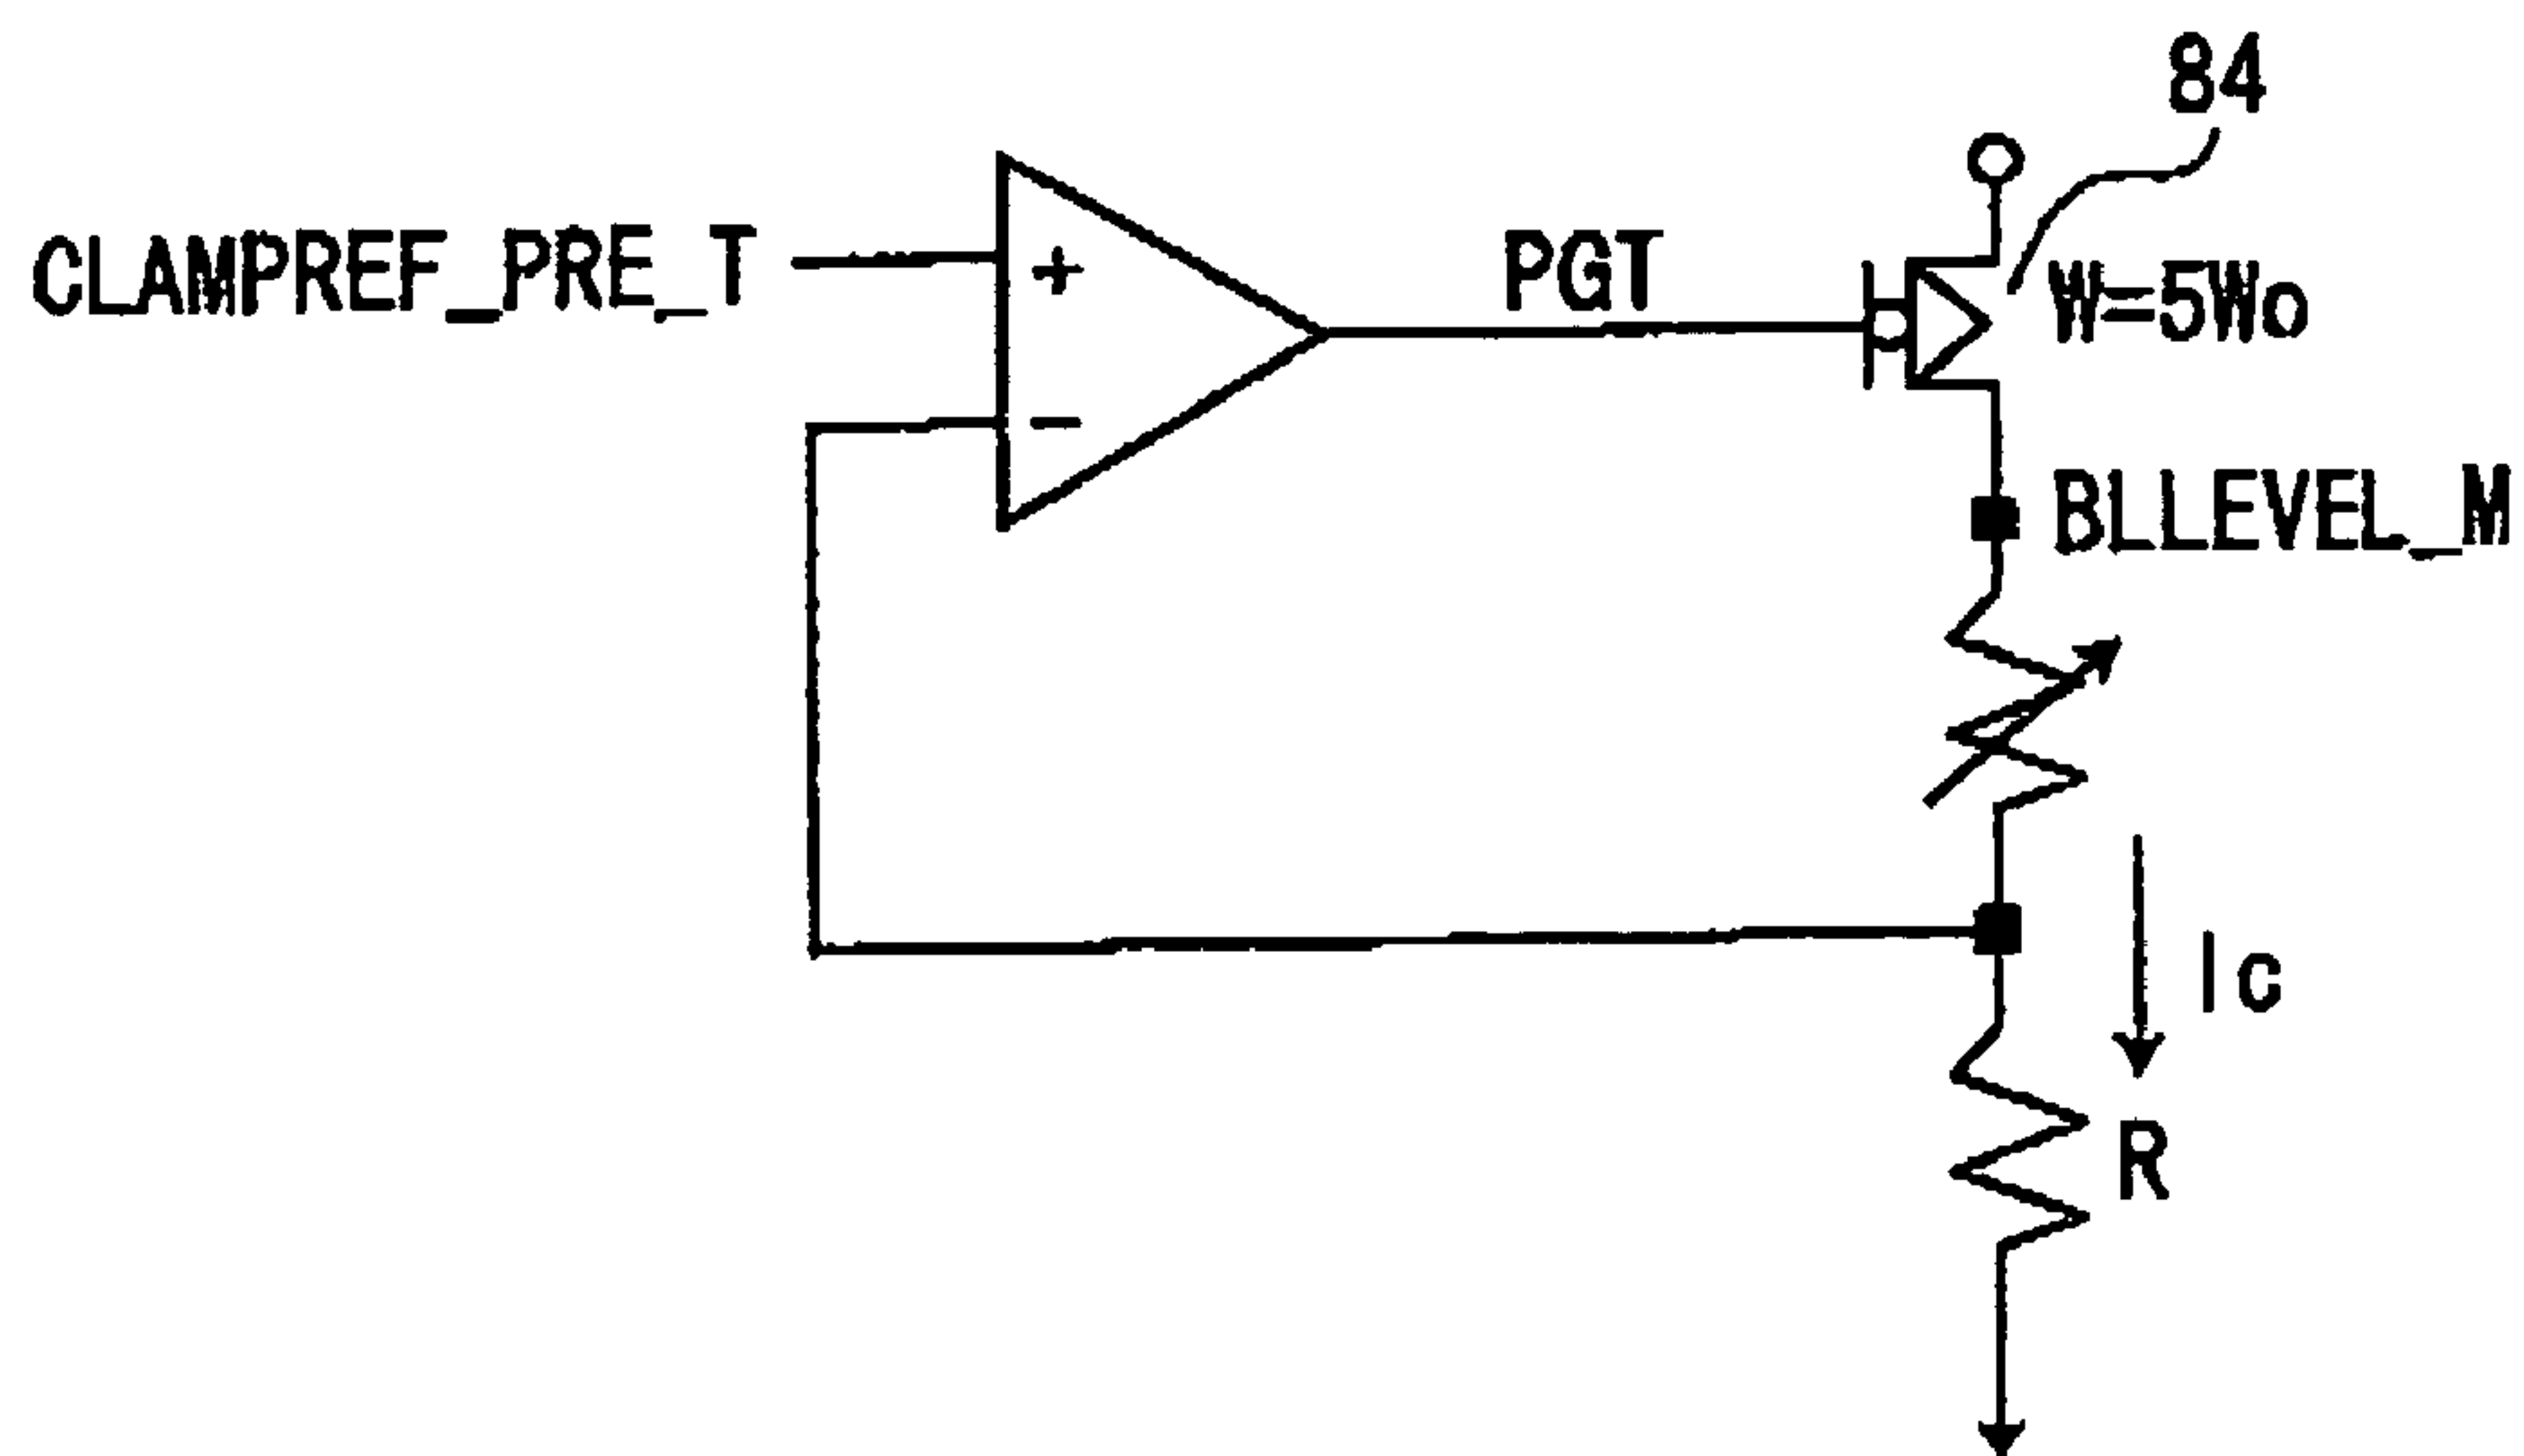 84
CLAMPREF_PRE_T
+
PGT
W=5Wo
−
BLLEVEL_M
Ic
R